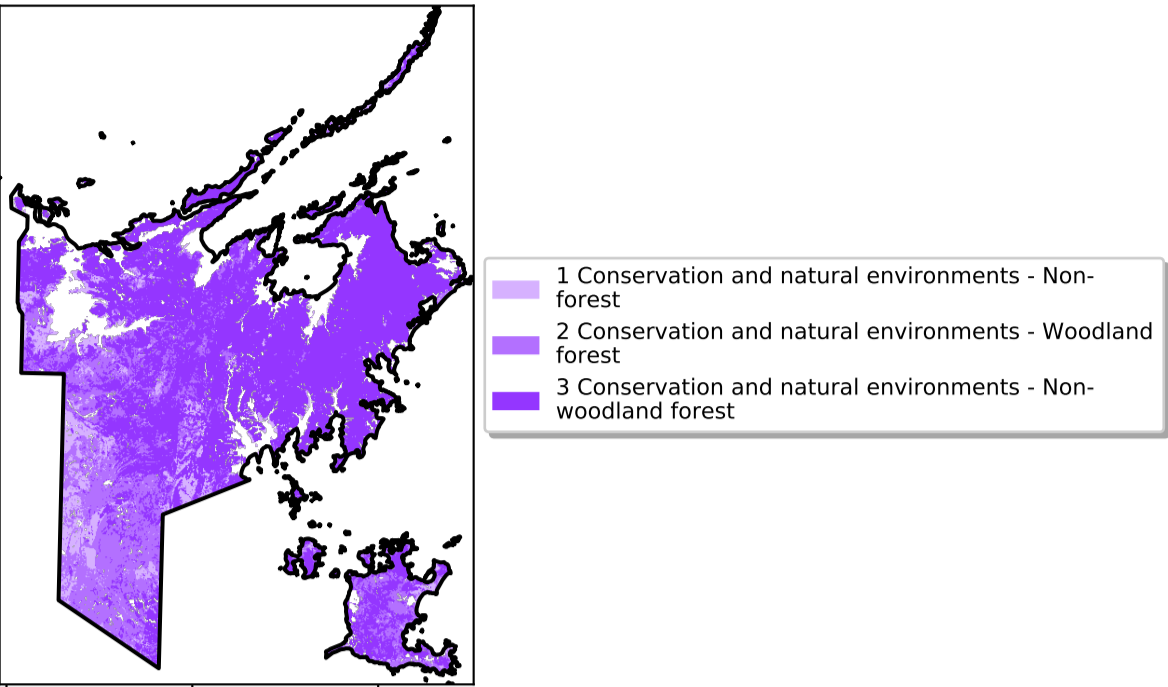 1 Conservation and natural environments - Non-
forest
2 Conservation and natural environments - Woodland
forest
3 Conservation and natural environments - Non-
woodland forest